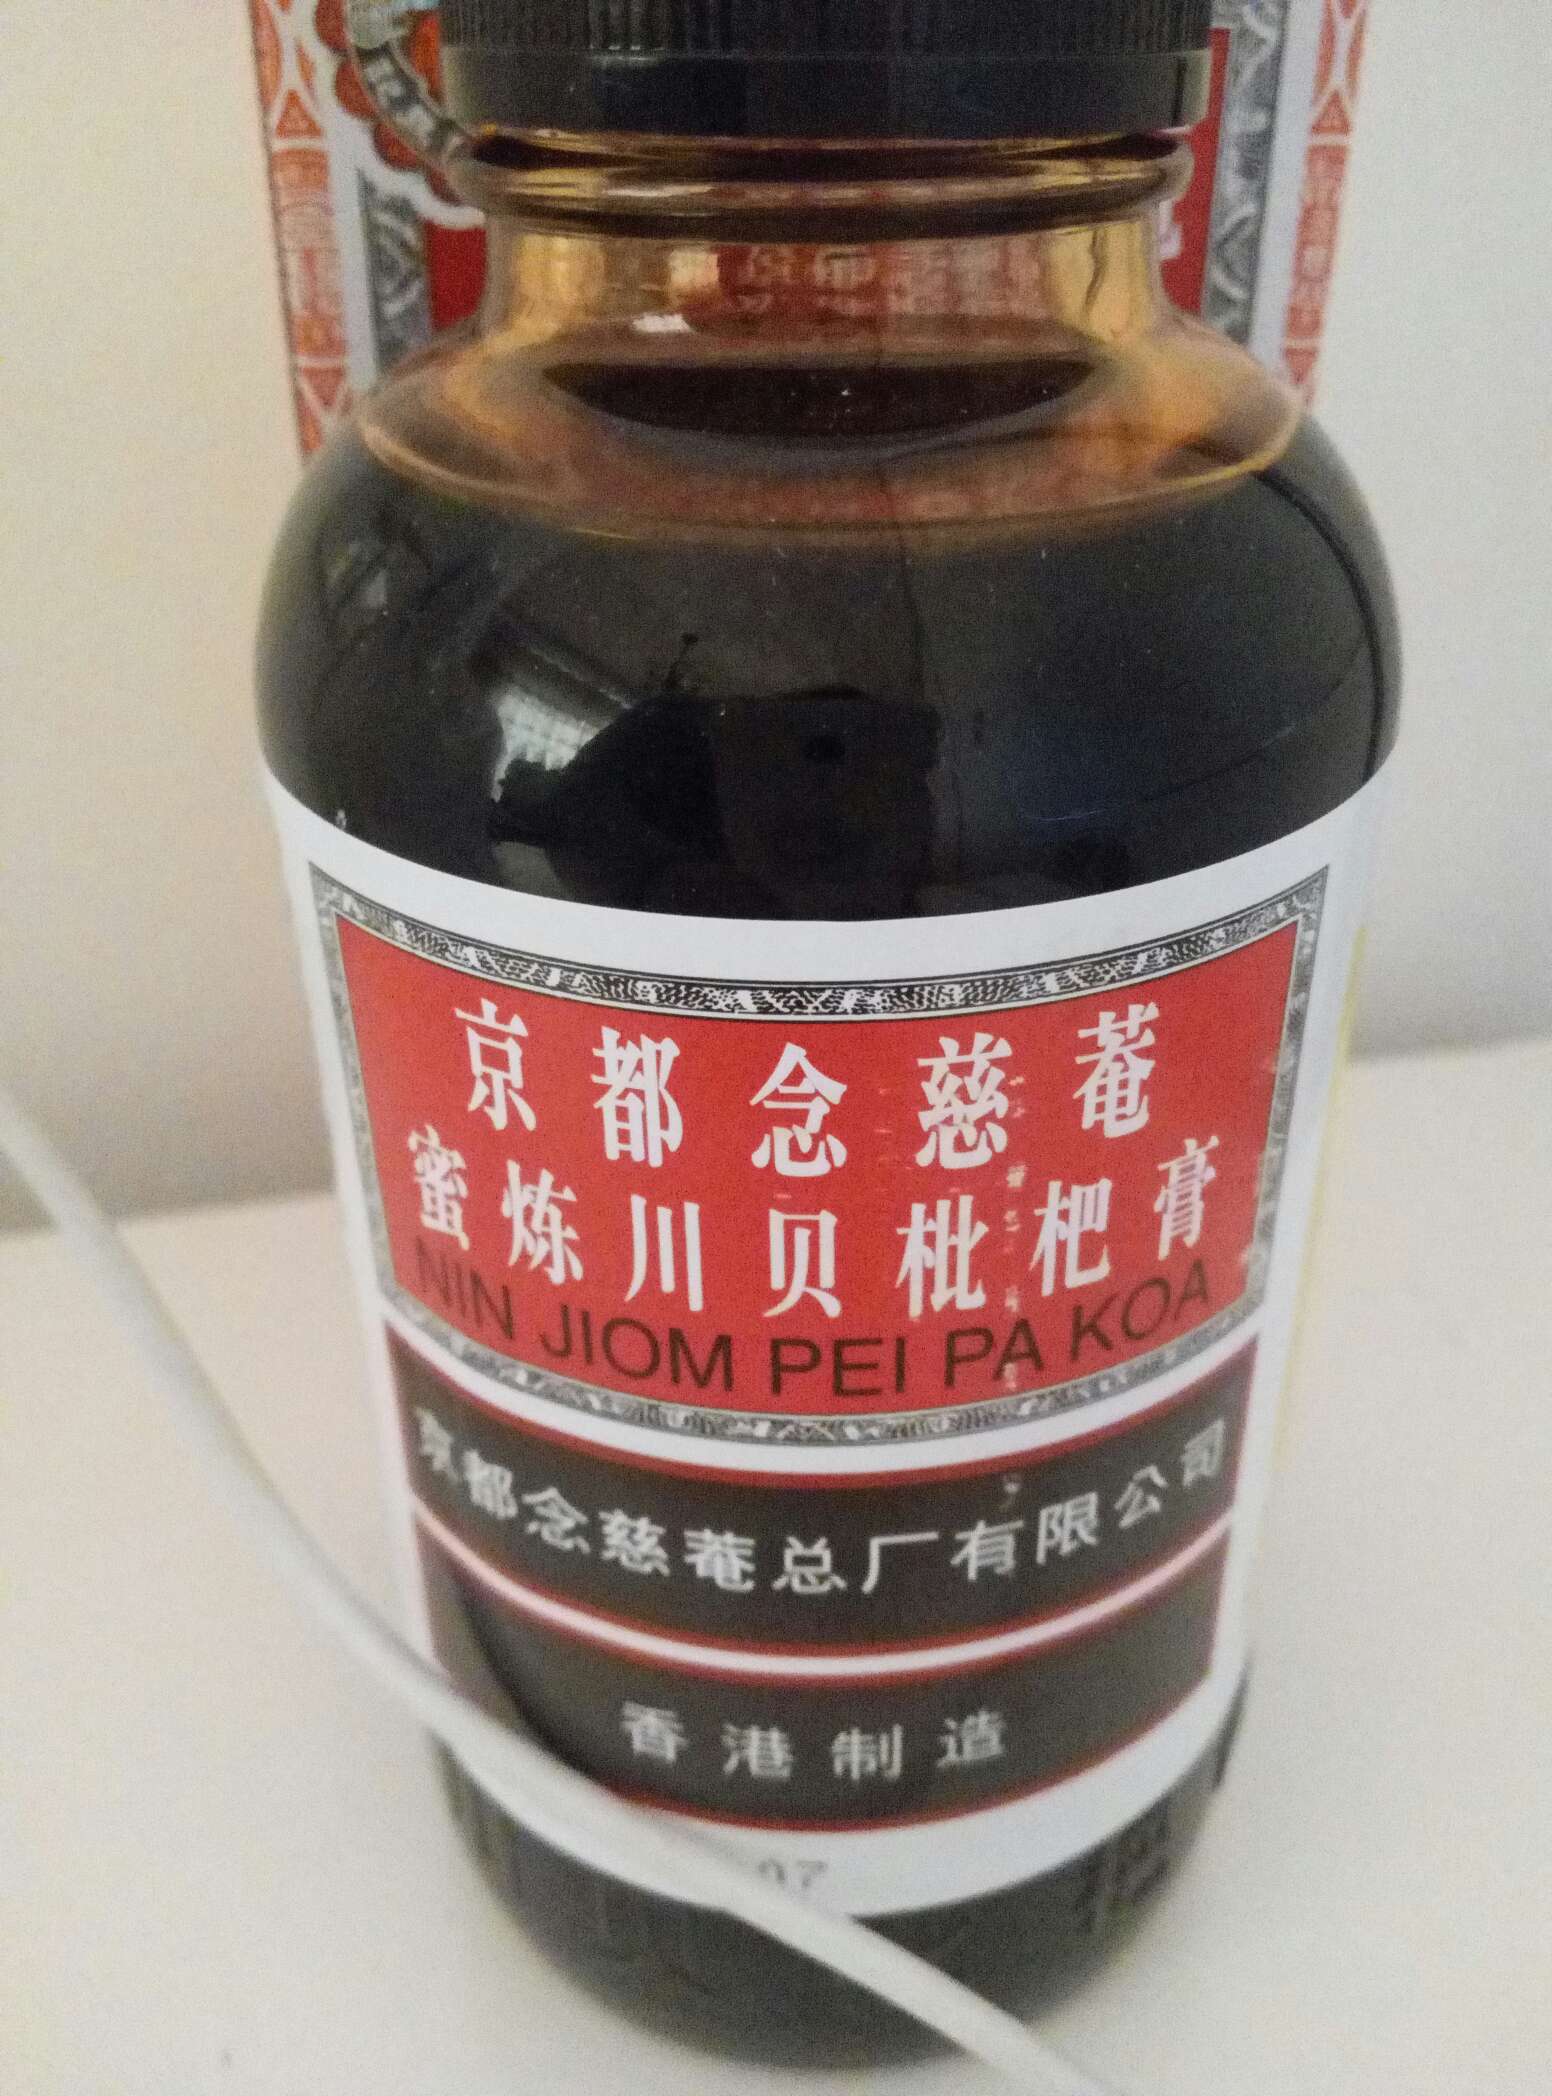 京都念慈菴
蜜炼川贝枇杷膏
NIN JIOM PEI PA KOA
京都念慈菴总厂有限公司
香港制造
07